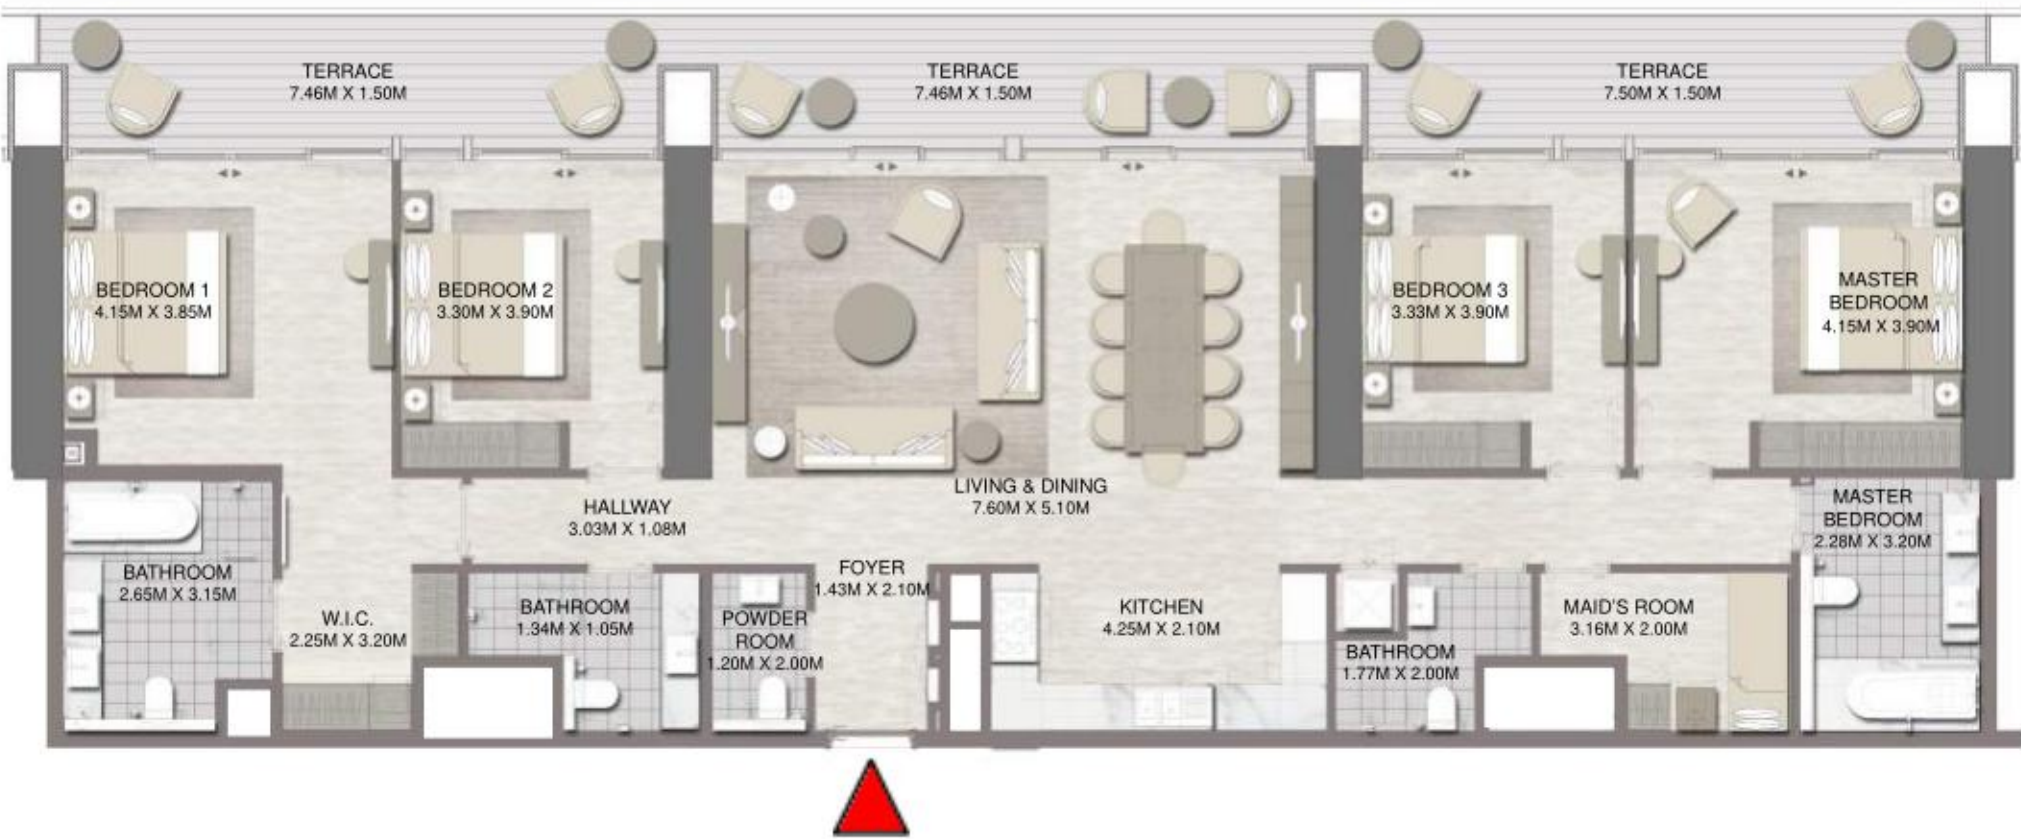 TERRACE
7.46M X 1.50M
TERRACE
7.46M X 1.50M
TERRACE
7.50M X 1.50M
BEDROOM 1
4.15M X 3.85M
BEDROOM 2
3.30M X 3.90M
BEDROOM 3
3.33M X 3.90M
MASTER
BEDROOM
4.15M X 3.90M
LIVING & DINING
7.60M X 5.10M
HALLWAY
3.03M X 1.08M
MASTER
BEDROOM
2.28M X 3.20M
BATHROOM
2.65M X 3.15M
FOYER
1.43M X 2.10M
W.I.C.
2.25M X 3.20M
BATHROOM
1.34M X 1.05M
POWDER
ROOM
1.20M X 2.00M
KITCHEN
4.25M X 2.10M
BATHROOM
1.77M X 2.00M
MAID'S ROOM
3.16M X 2.00M